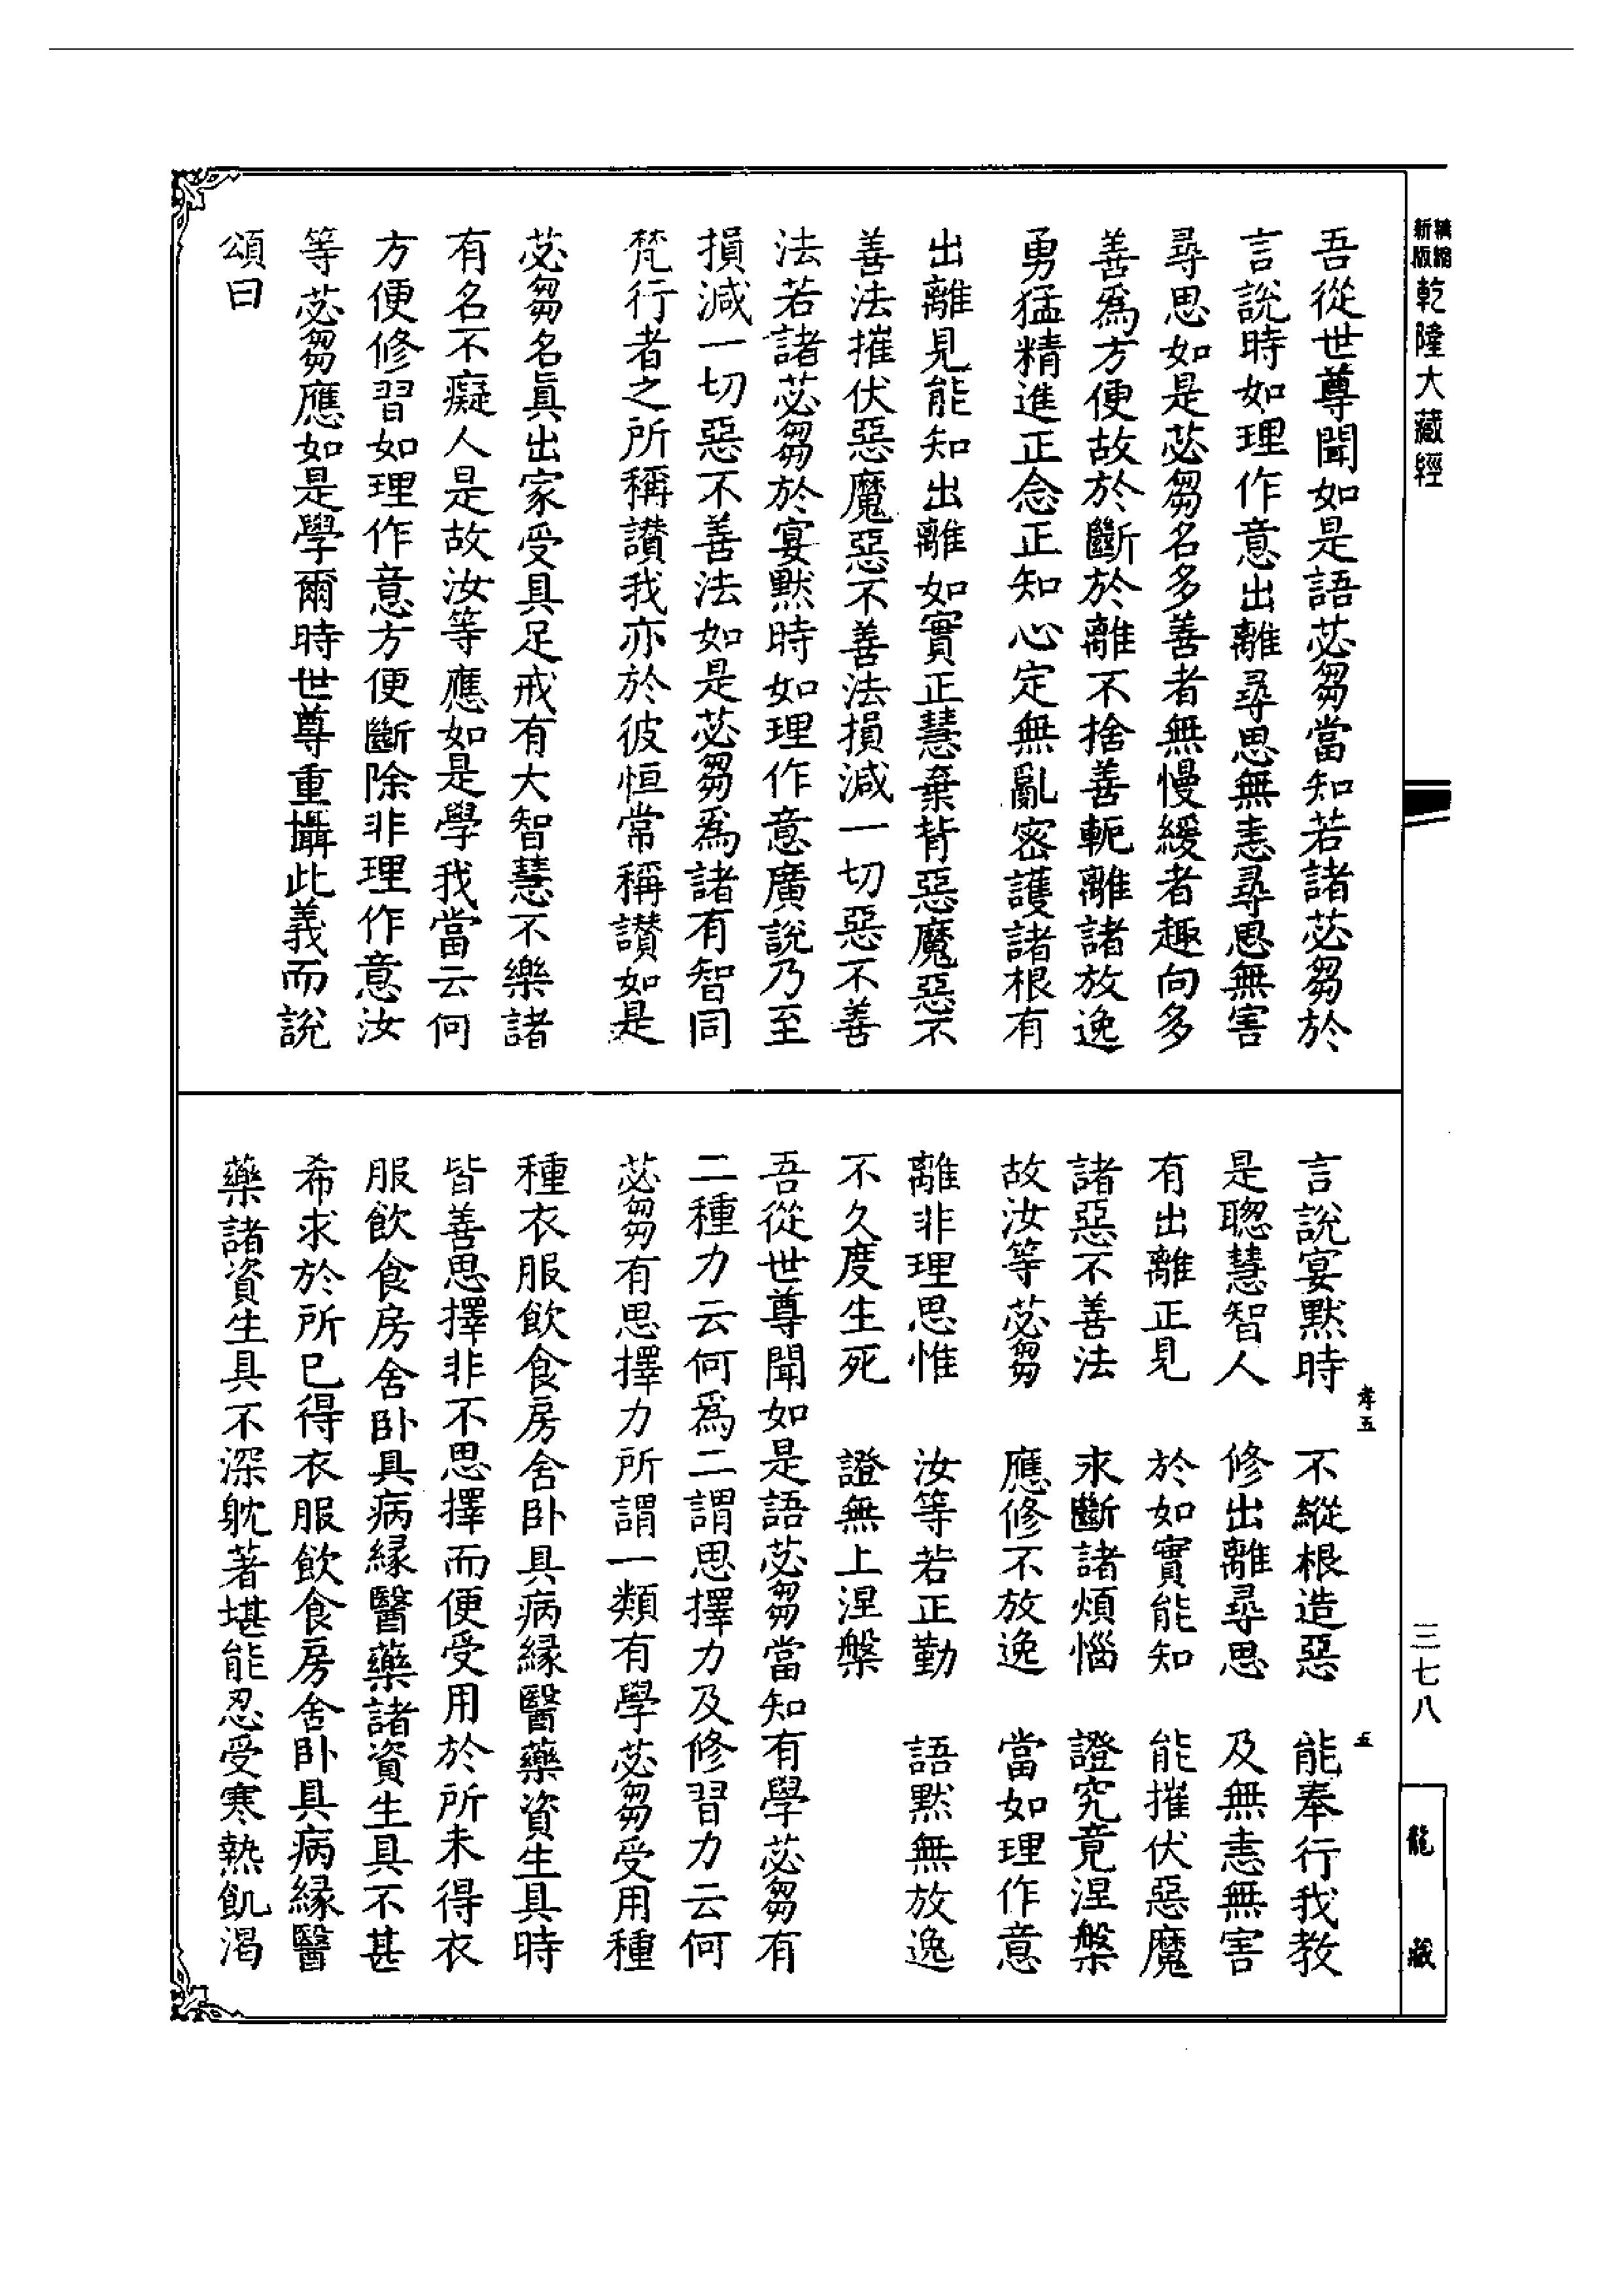 精縮
新版
乾隆大藏經
吾從世尊聞如是語苾芻當知若諸苾芻於
言說時如理作意出離尋思無恚尋思無害
尋思如是苾芻名多善者無慢緩者趣向多
善為方便故於斷於離不捨善軛離諸放逸
勇猛精進正念正知心定無亂密護諸根有
出離見能知出離如實正慧棄背惡魔惡不
善法摧伏惡魔惡不善法損減一切惡不善
法若諸苾芻於宴默時如理作意廣說乃至
損減一切惡不善法如是苾芻為諸有智同
梵行者之所稱讚我亦於彼恒常稱讚如是
苾芻名真出家受具足戒有大智慧不樂諸
有名不癡人是故汝等應如是學我當云何
方便修習如理作意方便斷除非理作意汝
等苾芻應如是學爾時世尊重攝此義而說
頌曰
言說宴默時　不縱根造惡　能奉行我教
是聰慧智人　修出離尋思　及無恚無害
有出離正見　於如實能知　能摧伏惡魔
諸惡不善法　求斷諸煩惱　證究竟涅槃
故汝等苾芻　應修不放逸　當如理作意
離非理思惟　汝等若正勤　語默無放逸
不久度生死　證無上涅槃
吾從世尊聞如是語苾芻當知有學苾芻有
二種力云何為二謂思擇力及修習力云何
苾芻有思擇力所謂一類有學苾芻受用種
種衣服飲食房舍臥具病緣醫藥資生具時
皆善思擇非不思擇而便受用於所未得衣
服飲食房舍臥具病緣醫藥諸資生具不甚
希求於所已得衣服飲食房舍臥具病緣醫
藥諸資生具不深躭著堪能忍受寒熱飢渴
孝五
五
三七八
龍藏